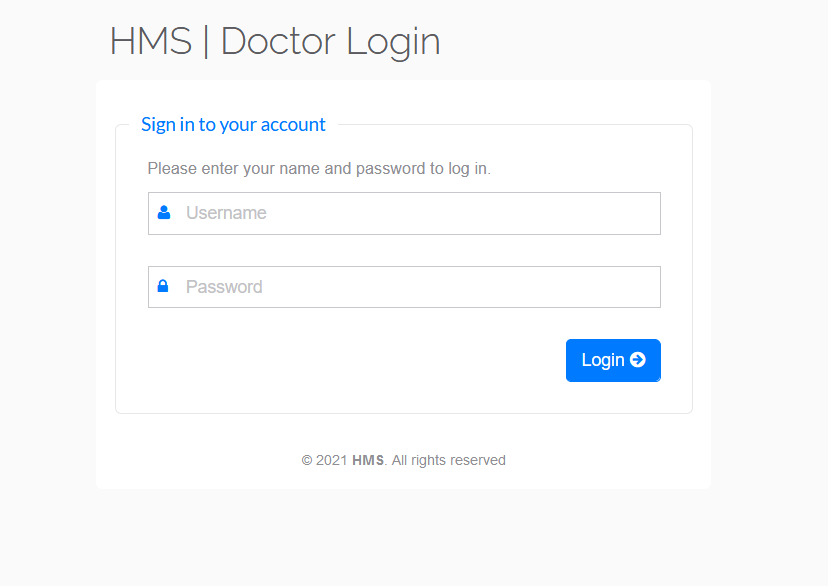 HMS | Doctor Login
Sign in to your account
Please enter your name and password to log in.
Username
Password
Login
© 2021 HMS. All rights reserved